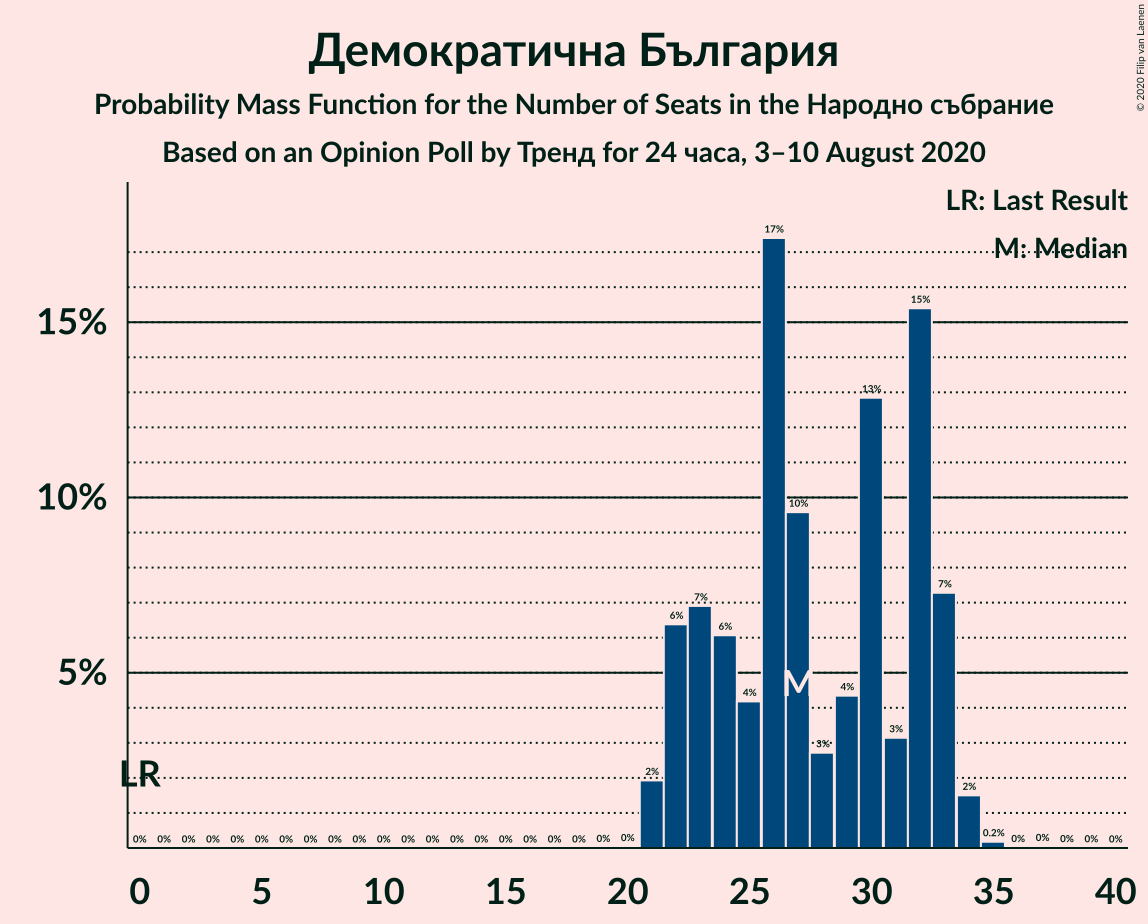 Демократична България
Probability Mass Function for the Number of Seats in the Народно събрание
Based on an Opinion Poll by Тренд for 24 часа, 3–10 August 2020
© 2020 Filip van Laenen
LR: Last Result
M: Median
17%
15%
15%
13%
10%
10%
7%
7%
6%
6%
5%
M
4%
4%
3%
3%
LR
2%
2%
0% 0% 0% 0% 0% 0% 0% 0% 0% 0% 0% 0% 0% 0% 0% 0% 0% 0% 0% 0% 0% 0.2% 0% 0% 0% 0% 0%
0 5 10 15 20 25 30 35 40